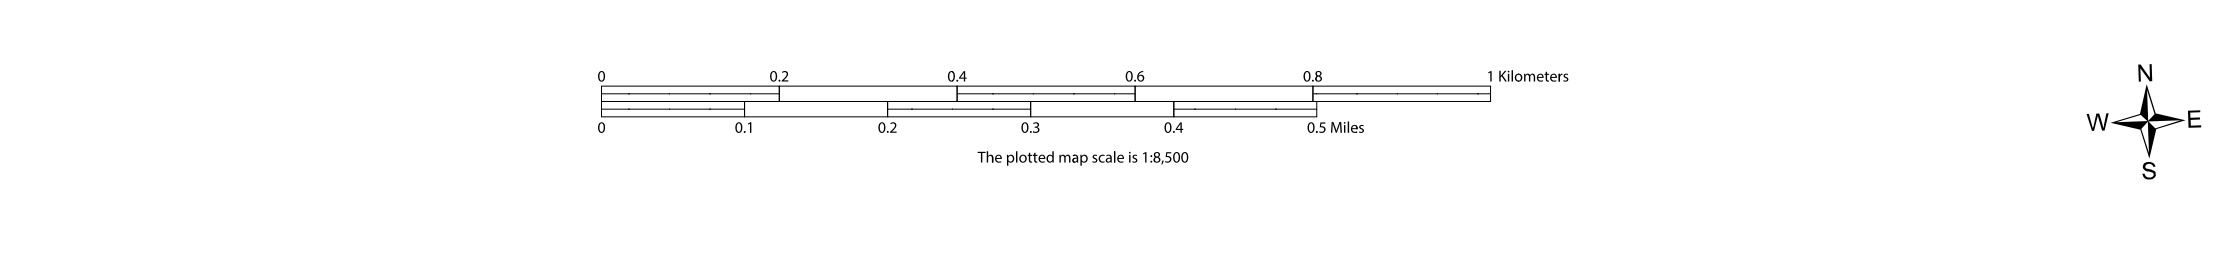 0 0.2 0.4 0.6 0.8 1 Kilometers
0 0.1 0.2 0.3 0.4 0.5 Miles
The plotted map scale is 1:8,500
N
W E
S